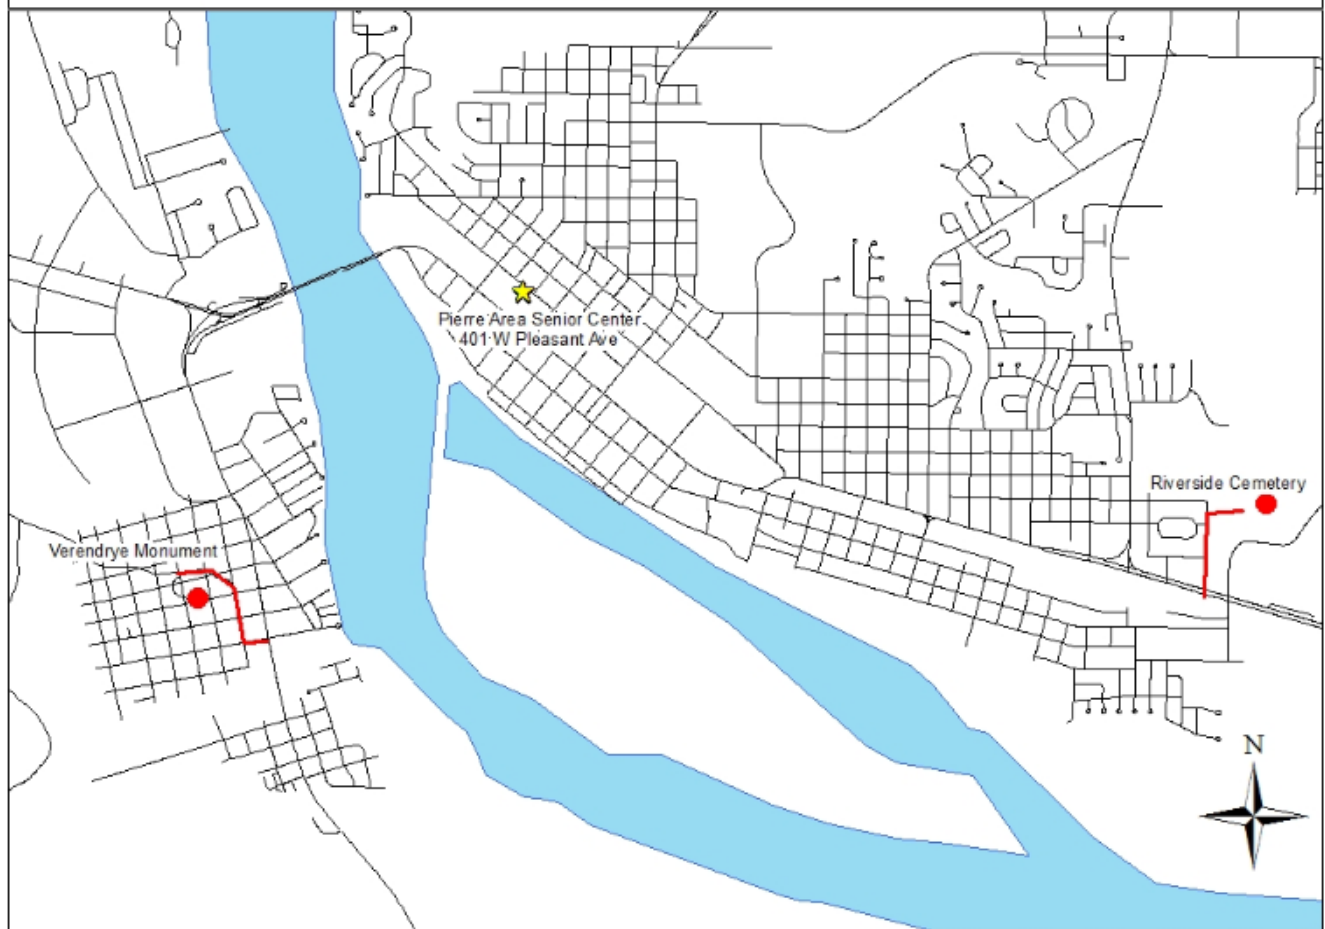 Pierre Area Senior Center
401 W Pleasant Ave
Riverside Cemetery
Verendrye Monument
N